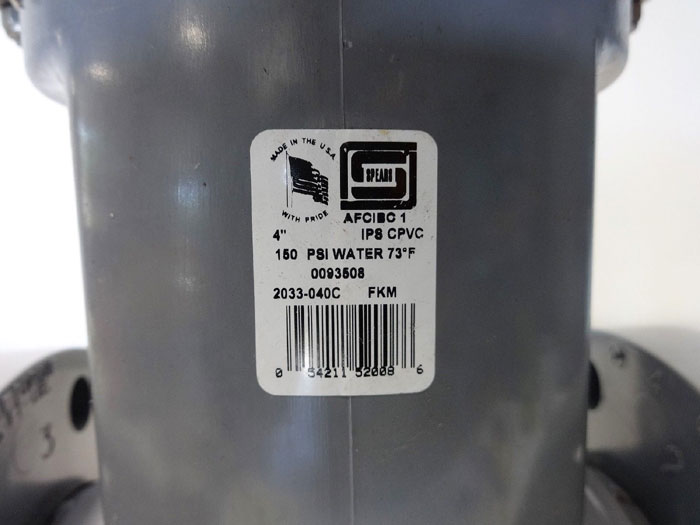 MADE IN THE U.S.A.
WITH PRIDE
SPEARS
AFCIBC 1
4" IPS CPVC
150 PSI WATER 73°F
0093508
2033-040C FKM
0 54211 52008 6
3